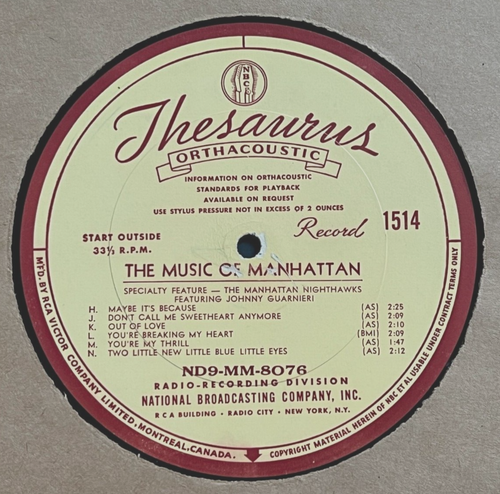 NBC
Thesaurus
ORTHACOUSTIC
INFORMATION ON ORTHACOUSTIC
STANDARDS FOR PLAYBACK
AVAILABLE ON REQUEST
USE STYLUS PRESSURE NOT IN EXCESS OF 2 OUNCES
START OUTSIDE
33⅓ R.P.M.
Record 1514
THE MUSIC OF MANHATTAN
SPECIALTY FEATURE — THE MANHATTAN NIGHTHAWKS
FEATURING JOHNNY GUARNIERI
H. MAYBE IT'S BECAUSE (AS) 2:25
J. DON'T CALL ME SWEETHEART ANYMORE (AS) 2:09
K. OUT OF LOVE (AS) 2:10
L. YOU'RE BREAKING MY HEART (BMI) 2:09
M. YOU'RE MY THRILL (AS) 1:47
N. TWO LITTLE NEW LITTLE BLUE LITTLE EYES (AS) 2:12
ND9-MM-8076
RADIO-RECORDING DIVISION
NATIONAL BROADCASTING COMPANY, INC.
RCA BUILDING • RADIO CITY • NEW YORK, N.Y.
MFD. BY RCA VICTOR COMPANY LIMITED, MONTREAL, CANADA.
COPYRIGHT MATERIAL HEREIN OF NBC ET AL USABLE UNDER CONTRACT TERMS ONLY